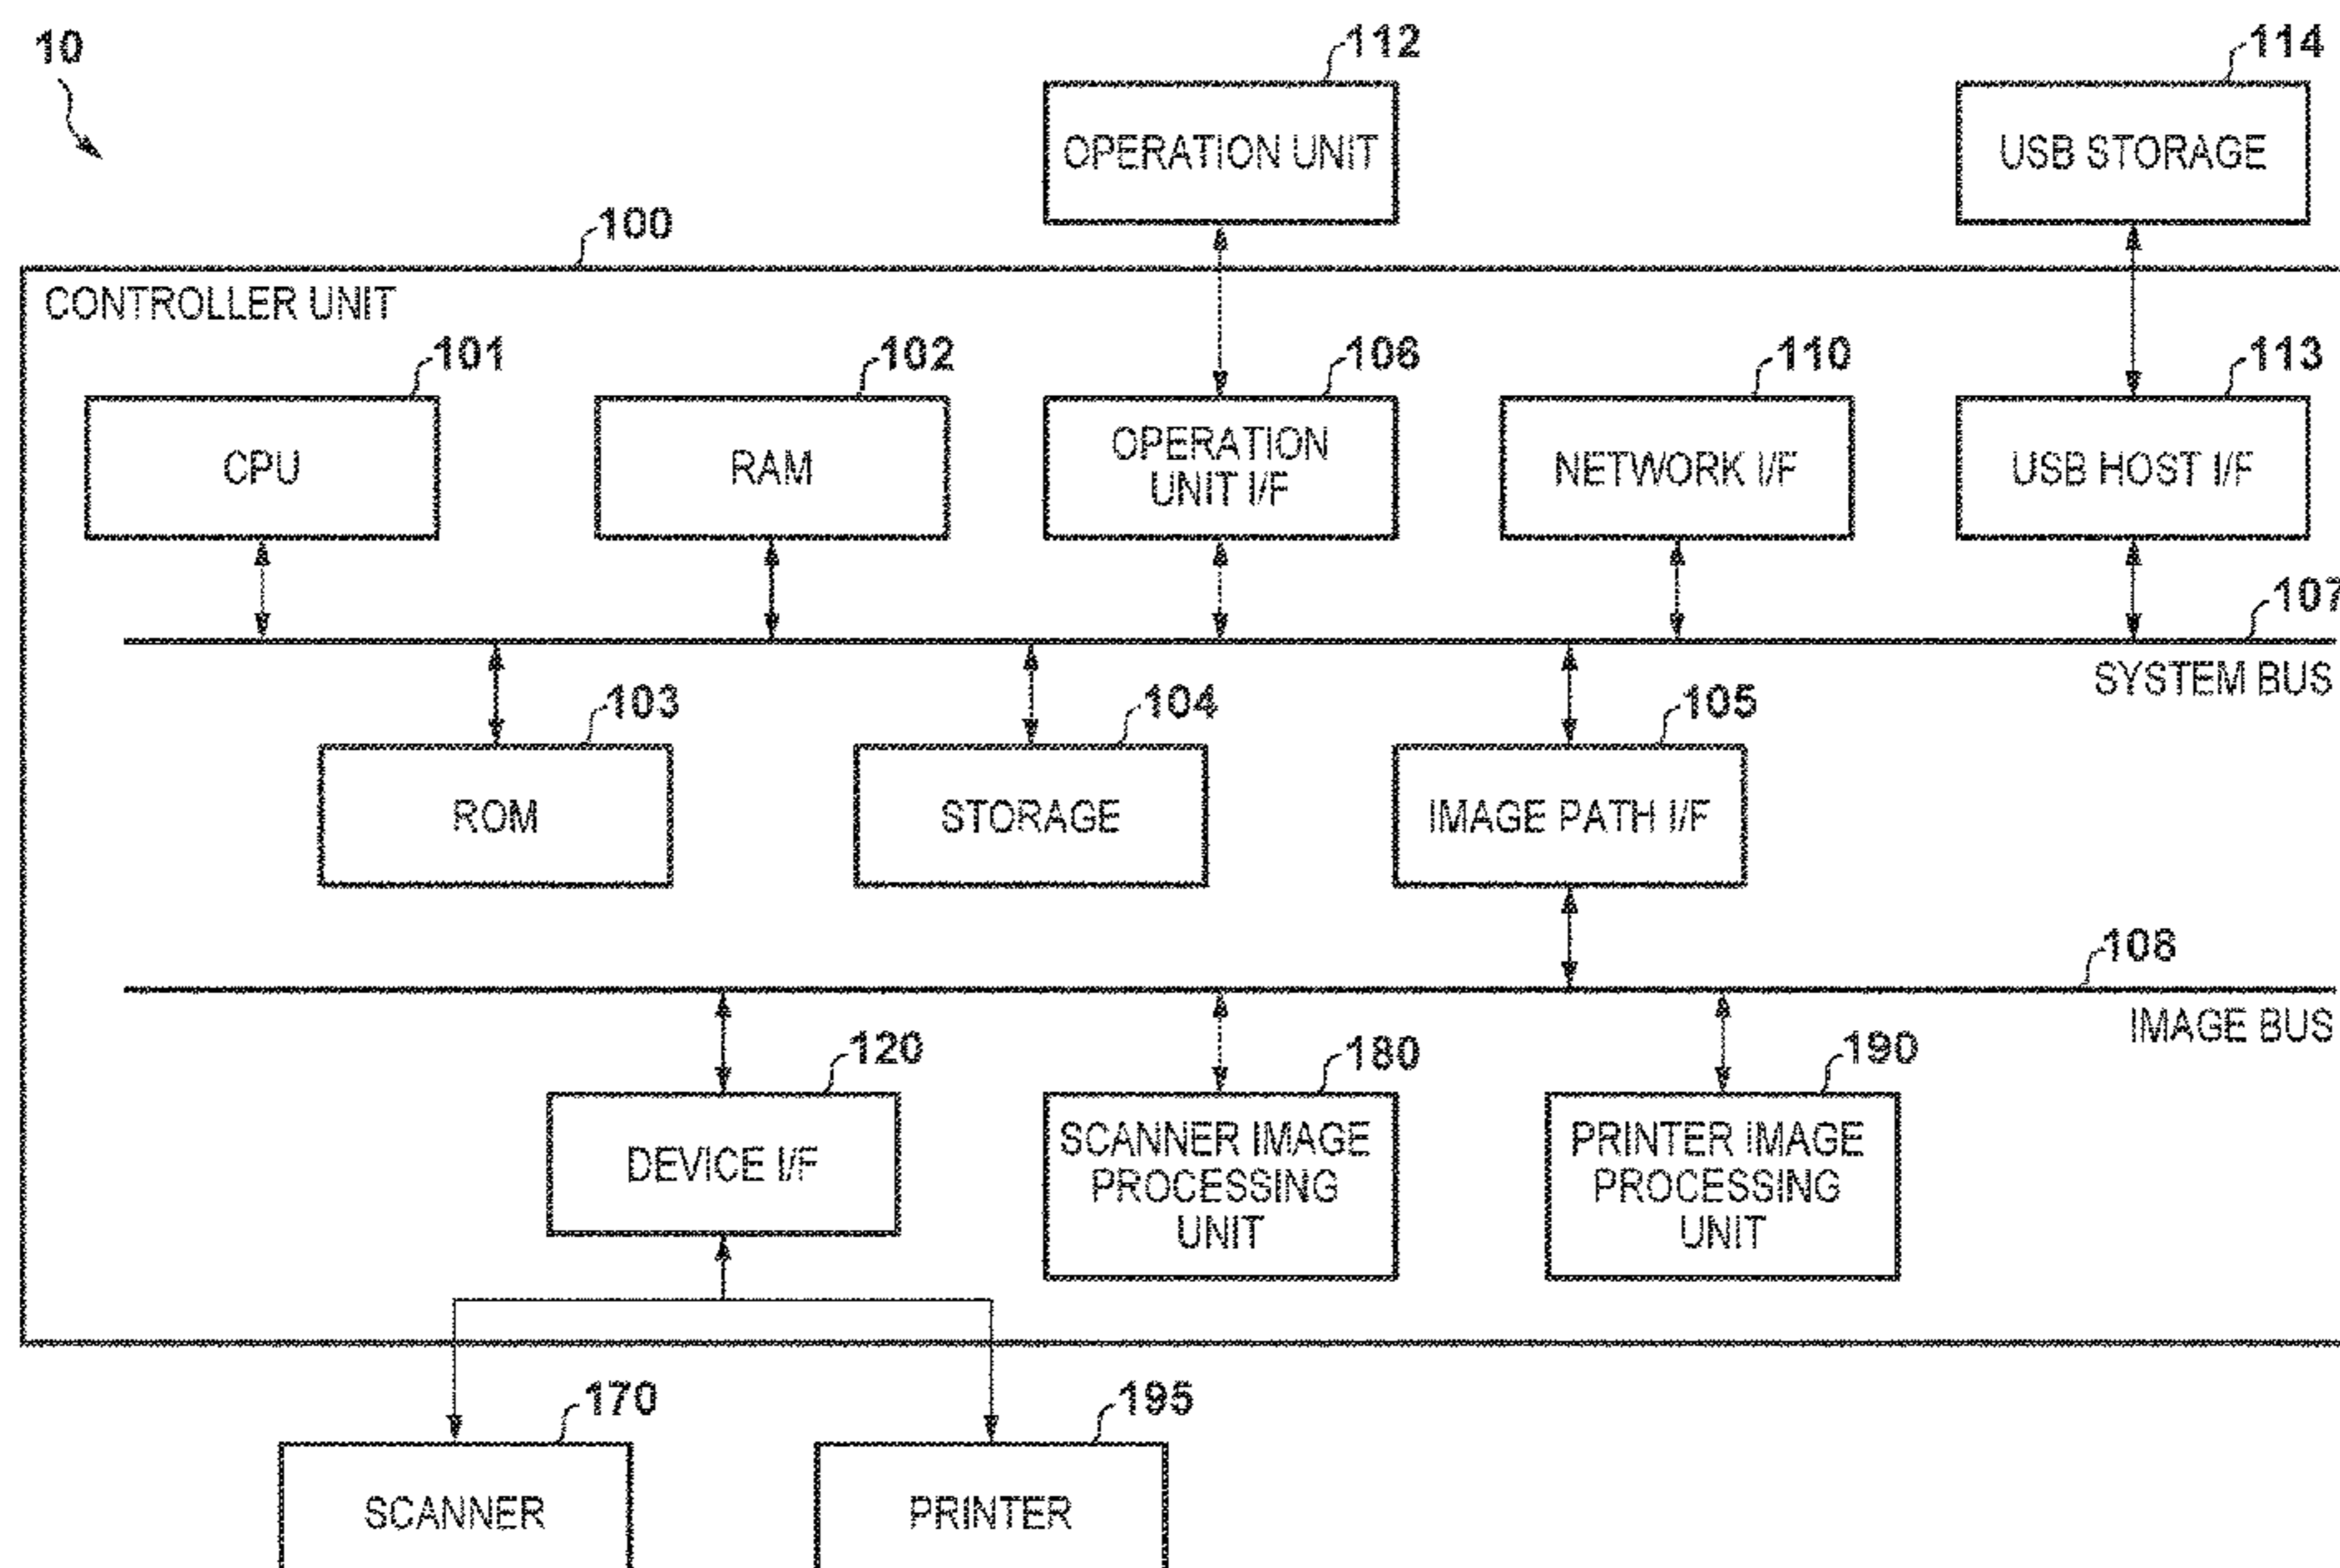 10
112
114
OPERATION UNIT
USB STORAGE
100
CONTROLLER UNIT
101
102
106
110
113
CPU
RAM
OPERATION
UNIT I/F
NETWORK I/F
USB HOST I/F
107
SYSTEM BUS
103
104
105
ROM
STORAGE
IMAGE PATH I/F
108
IMAGE BUS
120
180
190
DEVICE I/F
SCANNER IMAGE
PROCESSING
UNIT
PRINTER IMAGE
PROCESSING
UNIT
170
195
SCANNER
PRINTER